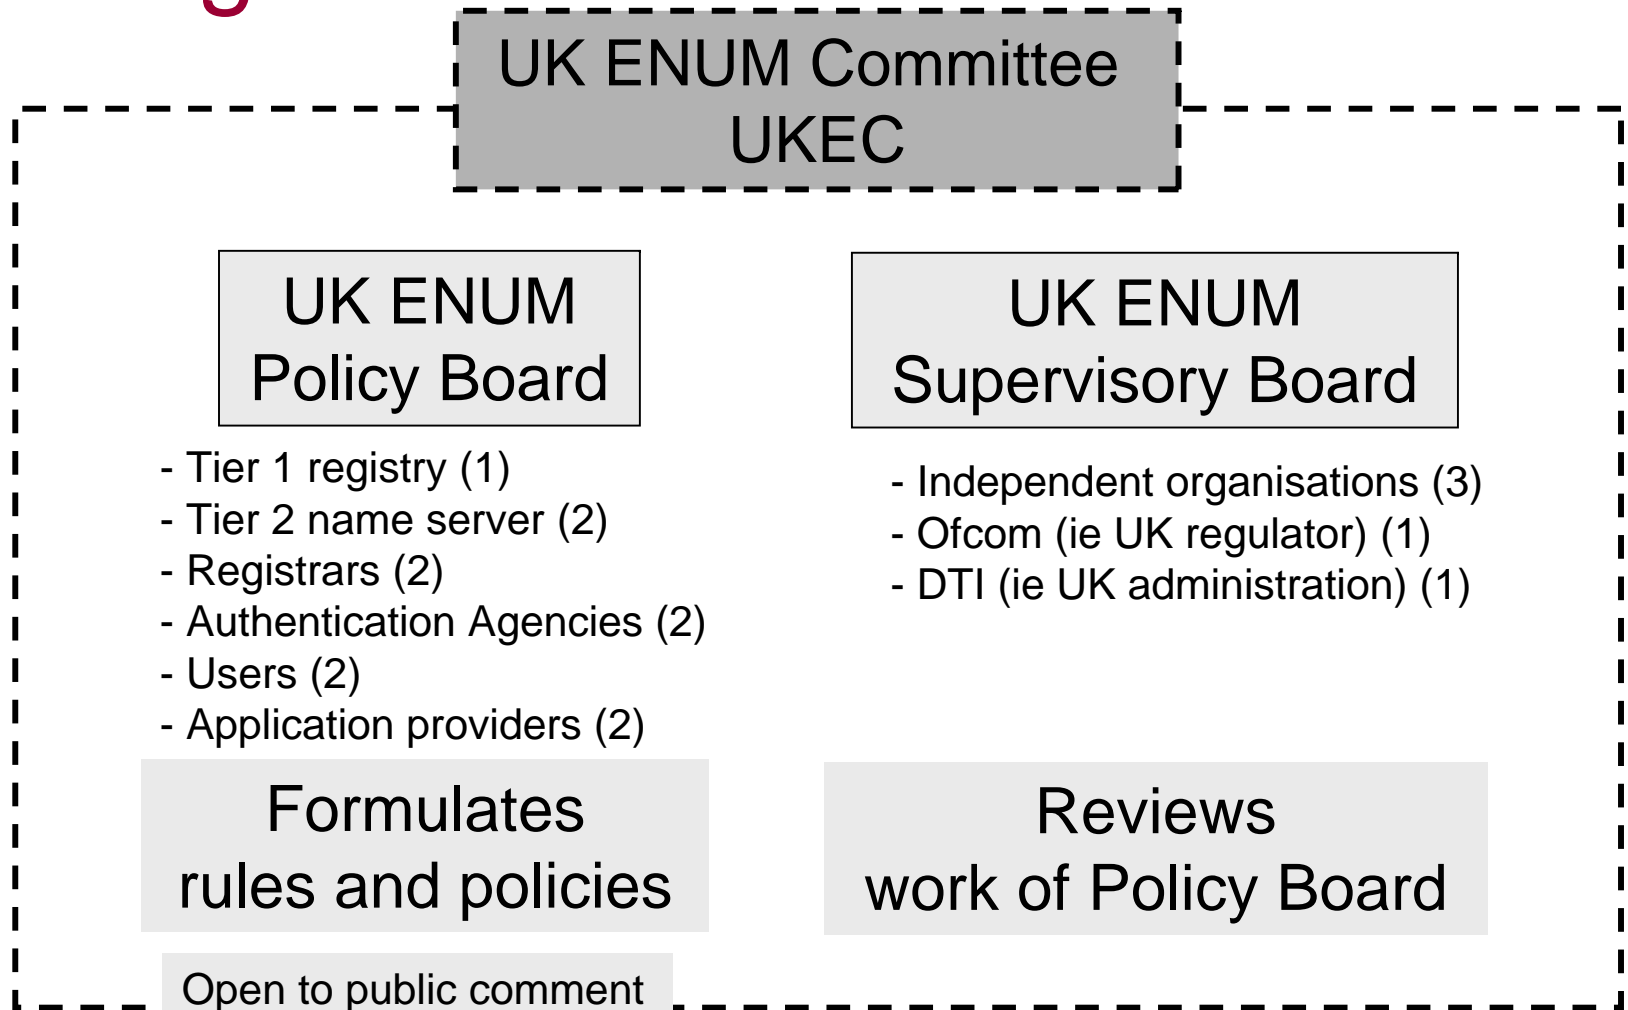 UK ENUM Committee
UKEC
UK ENUM
Policy Board
- Tier 1 registry (1)
- Tier 2 name server (2)
- Registrars (2)
- Authentication Agencies (2)
- Users (2)
- Application providers (2)
Formulates
rules and policies
Open to public comment
UK ENUM
Supervisory Board
- Independent organisations (3)
- Ofcom (ie UK regulator) (1)
- DTI (ie UK administration) (1)
Reviews
work of Policy Board